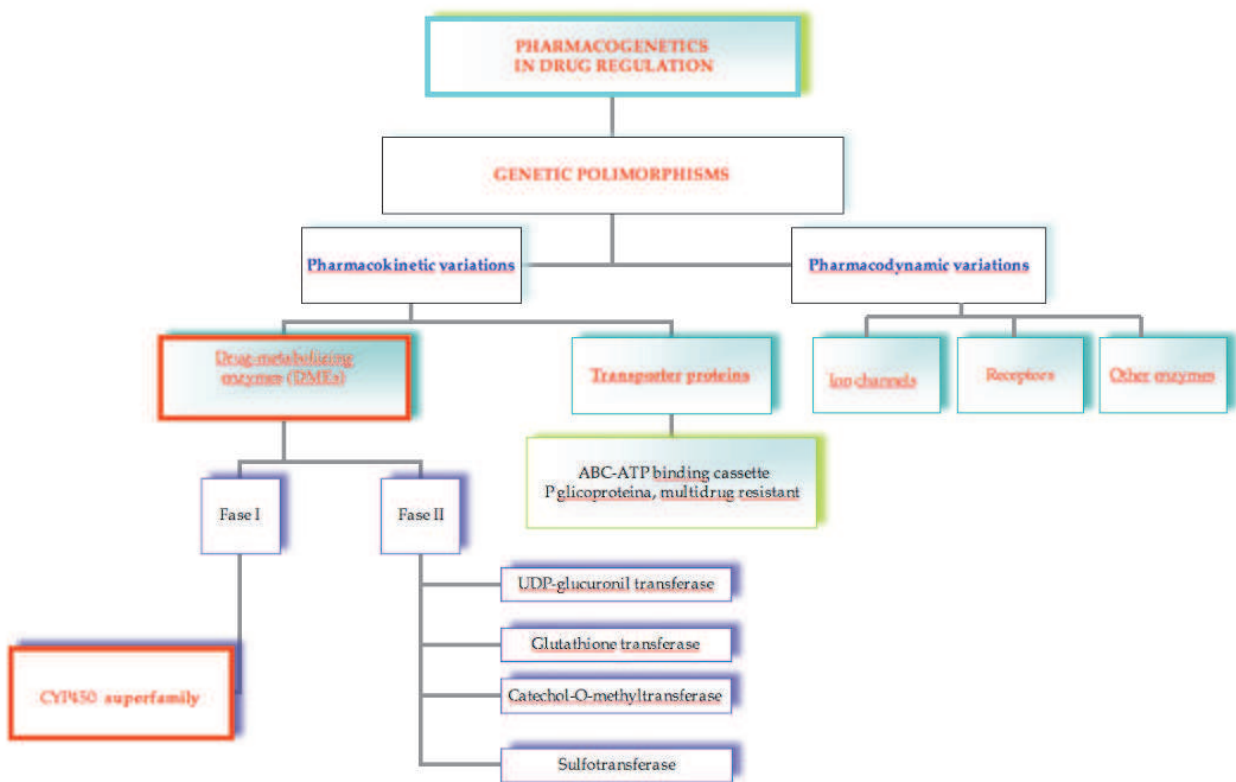 PHARMACOGENETICS
IN DRUG REGULATION
GENETIC POLIMORPHISMS
Pharmacokinetic variations
Pharmacodynamic variations
Drug-metabolizing
enzymes (DMEs)
Transporter proteins
Ion channels
Receptors
Other enzymes
ABC-ATP binding cassette
P glicoproteina, multidrug resistant
Fase I
Fase II
UDP-glucuronil transferase
Glutathione transferase
CYP450 superfamily
Catechol-O-methyltransferase
Sulfotransferase